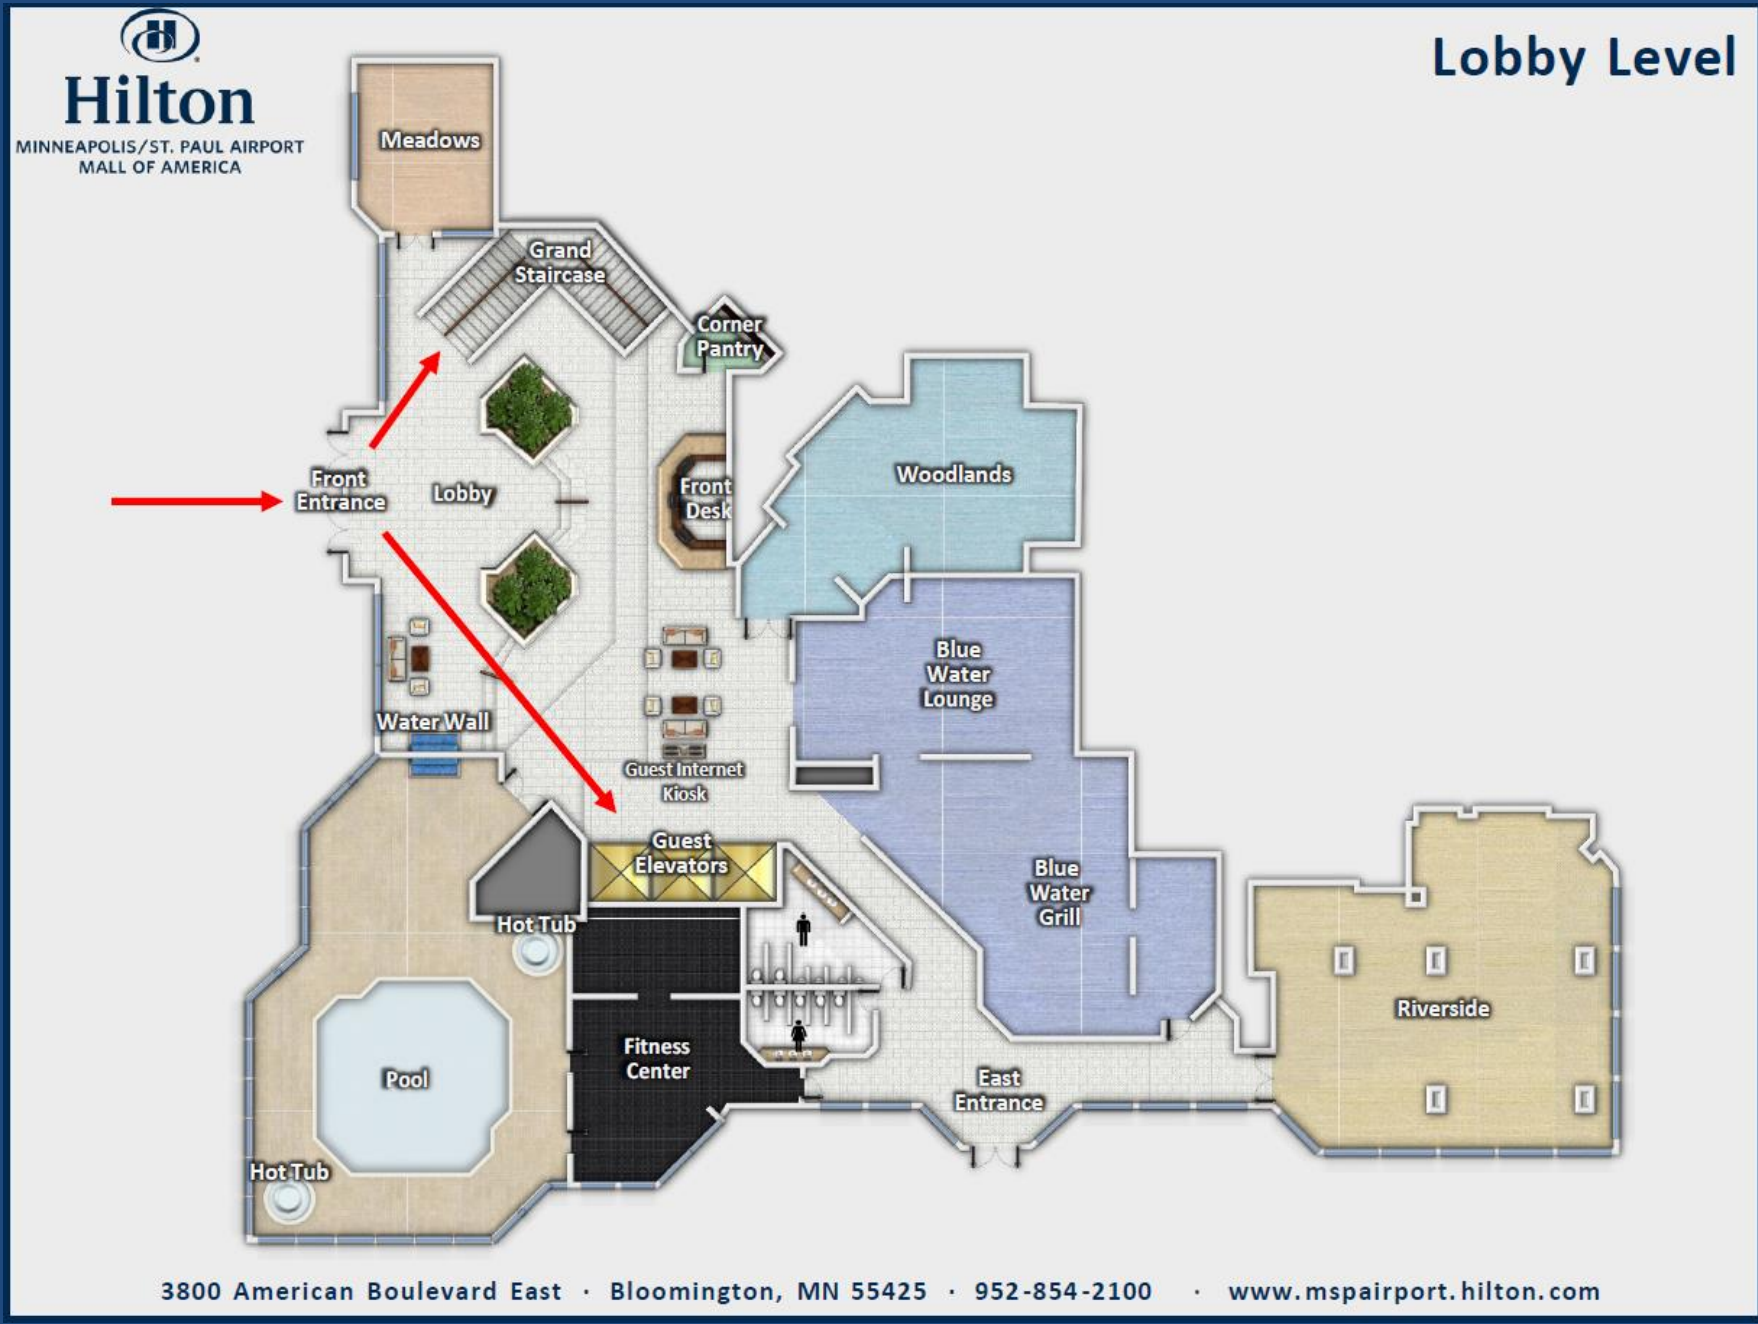 Hilton
MINNEAPOLIS/ST. PAUL AIRPORT
MALL OF AMERICA
Lobby Level
Meadows
Grand
Staircase
Corner
Pantry
Front
Entrance
Lobby
Front
Desk
Woodlands
Blue
Water
Lounge
Water Wall
Guest Internet
Kiosk
Guest
Elevators
Blue
Water
Grill
Hot Tub
Riverside
Fitness
Center
Pool
East
Entrance
Hot Tub
3800 American Boulevard East · Bloomington, MN 55425 · 952-854-2100 · www.mspairport.hilton.com